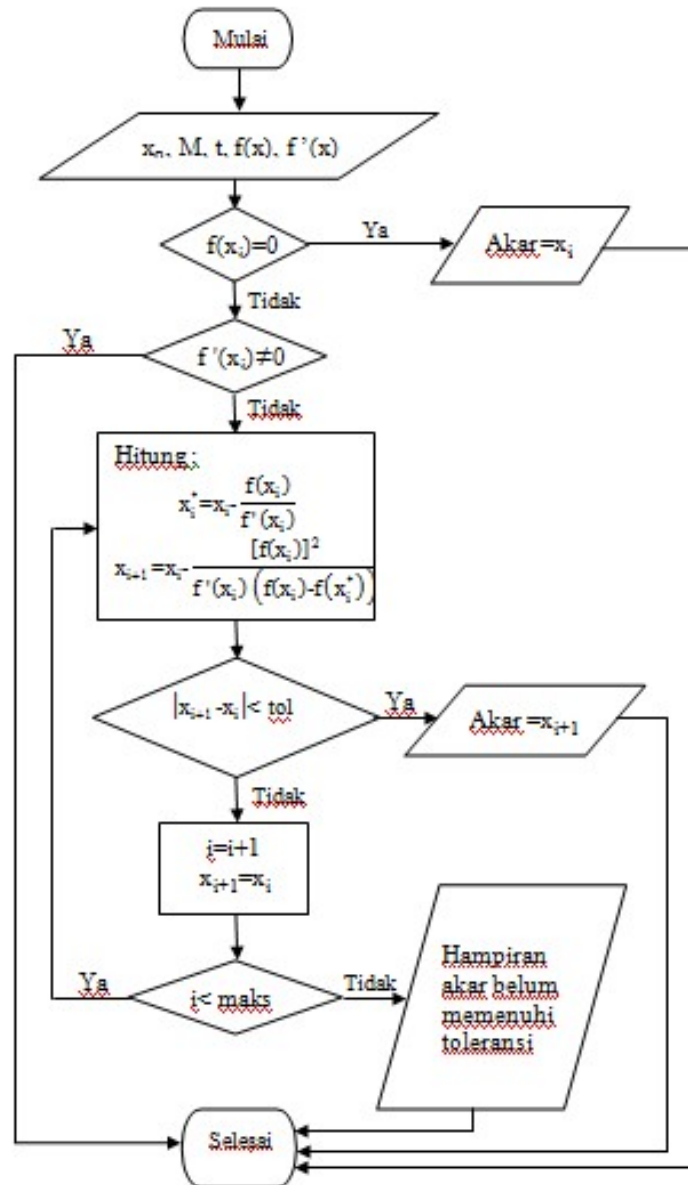 Mulai
xₙ, M, t, f(x), f '(x)
f(xᵢ)=0
Ya
Akar=xᵢ
Tidak
Ya
f '(xᵢ)≠0
Tidak
Hitung:
xᵢ*=xᵢ-f(xᵢ)/f'(xᵢ)
xᵢ₊₁=xᵢ-[f(xᵢ)]²/f'(xᵢ)(f(xᵢ)-f(xᵢ*))
|xᵢ₊₁-xᵢ|< tol
Ya
Akar=xᵢ₊₁
Tidak
i=i+1
xᵢ₊₁=xᵢ
Ya
i< maks
Tidak
Hampiran
akar belum
memenuhi
toleransi
Selesai